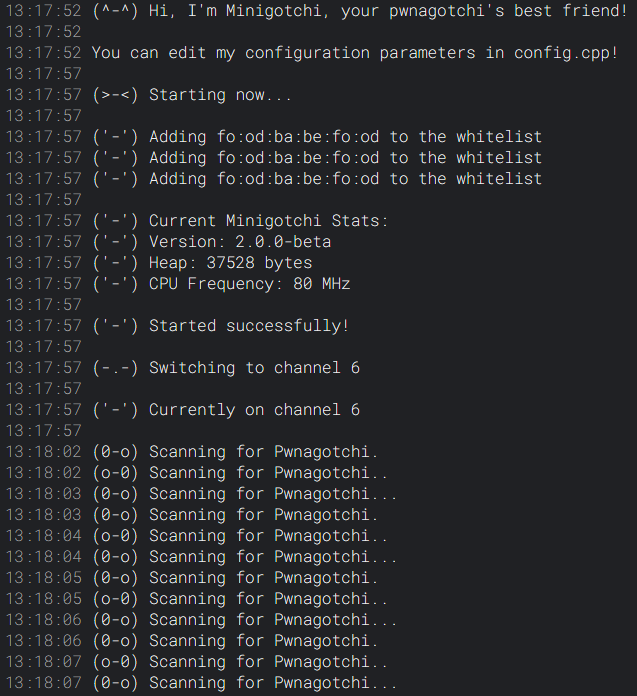 13:17:52 (^-^) Hi, I'm Minigotchi, your pwnagotchi's best friend!
13:17:52
13:17:52 You can edit my configuration parameters in config.cpp!
13:17:57
13:17:57 (>-<) Starting now...
13:17:57
13:17:57 ('-') Adding fo:od:ba:be:fo:od to the whitelist
13:17:57 ('-') Adding fo:od:ba:be:fo:od to the whitelist
13:17:57 ('-') Adding fo:od:ba:be:fo:od to the whitelist
13:17:57
13:17:57 ('-') Current Minigotchi Stats:
13:17:57 ('-') Version: 2.0.0-beta
13:17:57 ('-') Heap: 37528 bytes
13:17:57 ('-') CPU Frequency: 80 MHz
13:17:57
13:17:57 ('-') Started successfully!
13:17:57
13:17:57 (-.-) Switching to channel 6
13:17:57
13:17:57 ('-') Currently on channel 6
13:17:57
13:18:02 (0-o) Scanning for Pwnagotchi.
13:18:02 (o-0) Scanning for Pwnagotchi..
13:18:03 (0-o) Scanning for Pwnagotchi...
13:18:03 (0-o) Scanning for Pwnagotchi.
13:18:04 (o-0) Scanning for Pwnagotchi..
13:18:04 (0-o) Scanning for Pwnagotchi...
13:18:05 (0-o) Scanning for Pwnagotchi.
13:18:05 (o-0) Scanning for Pwnagotchi..
13:18:06 (0-o) Scanning for Pwnagotchi...
13:18:06 (0-o) Scanning for Pwnagotchi.
13:18:07 (o-0) Scanning for Pwnagotchi..
13:18:07 (0-o) Scanning for Pwnagotchi...